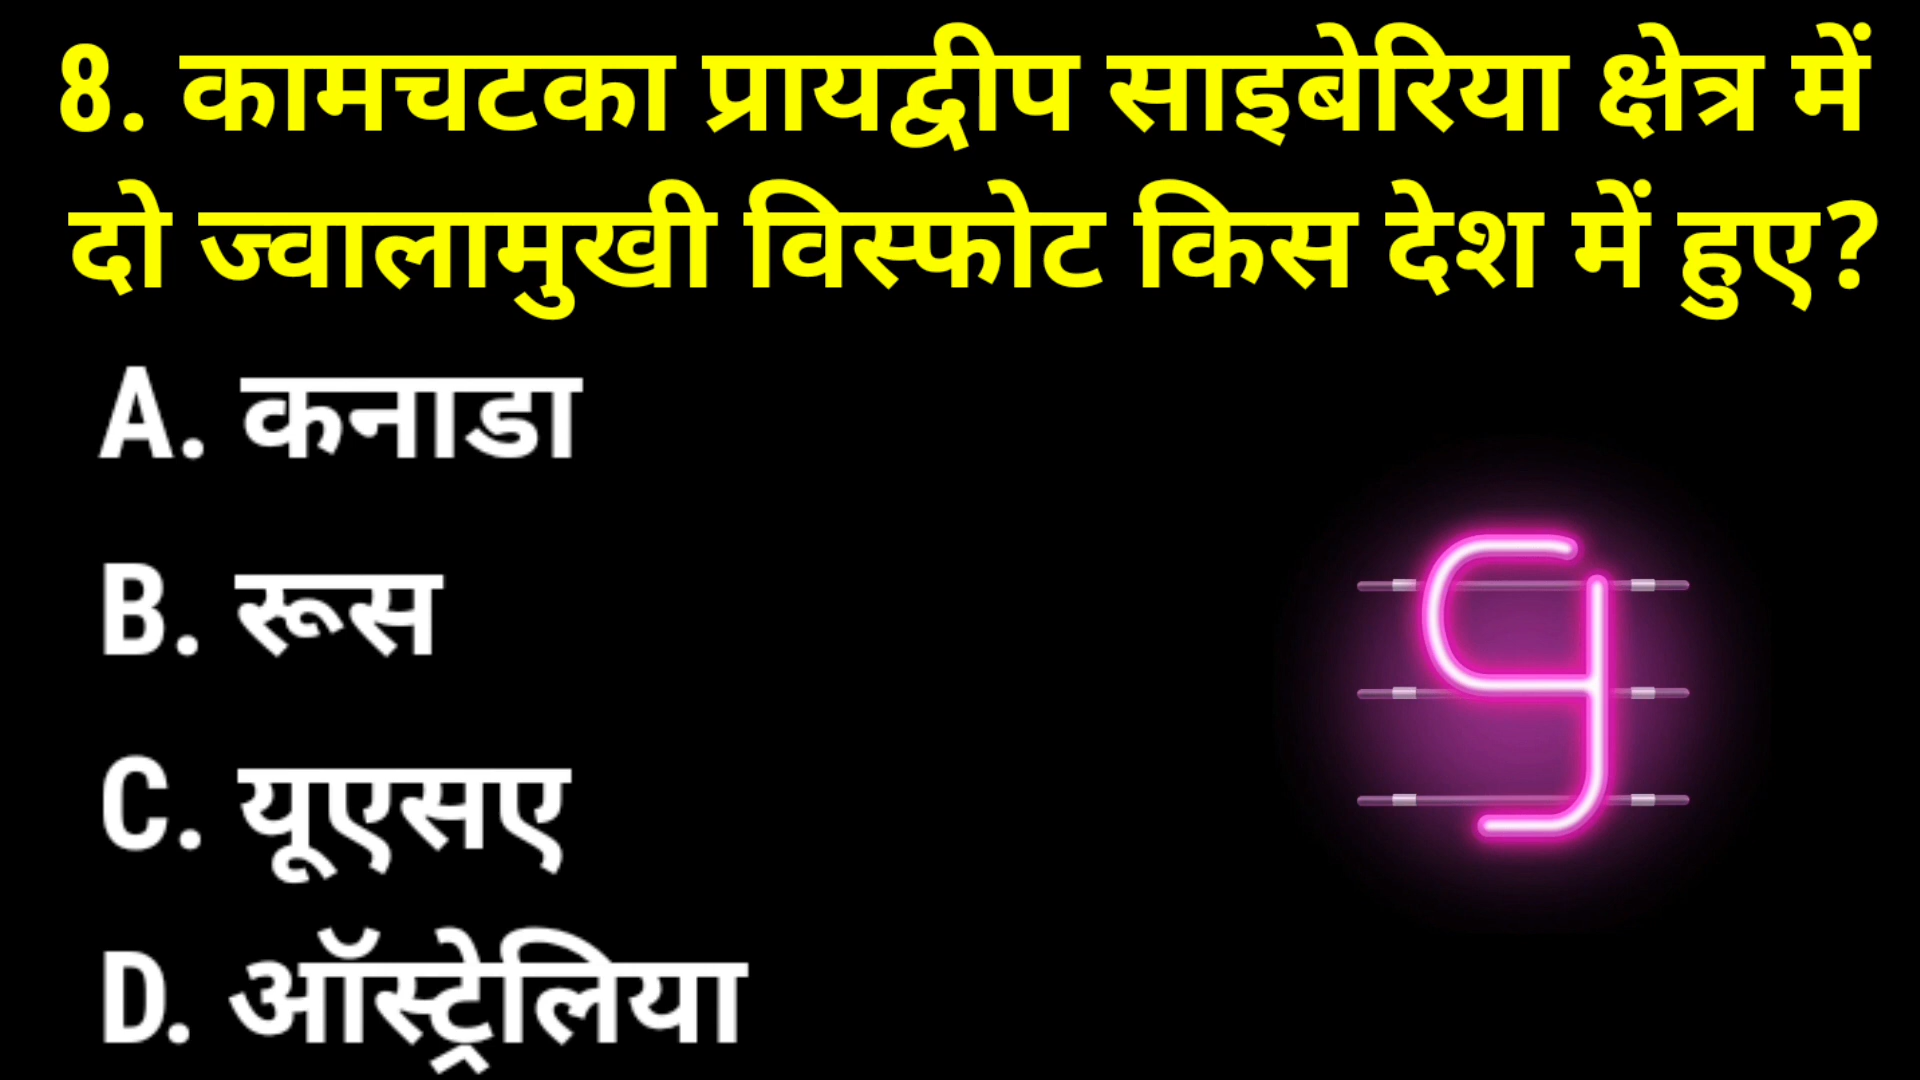 8. कामचटका प्रायद्वीप साइबेरिया क्षेत्र में
दो ज्वालामुखी विस्फोट किस देश में हुए?
A. कनाडा
B. रूस
C. यूएसए
D. ऑस्ट्रेलिया
9